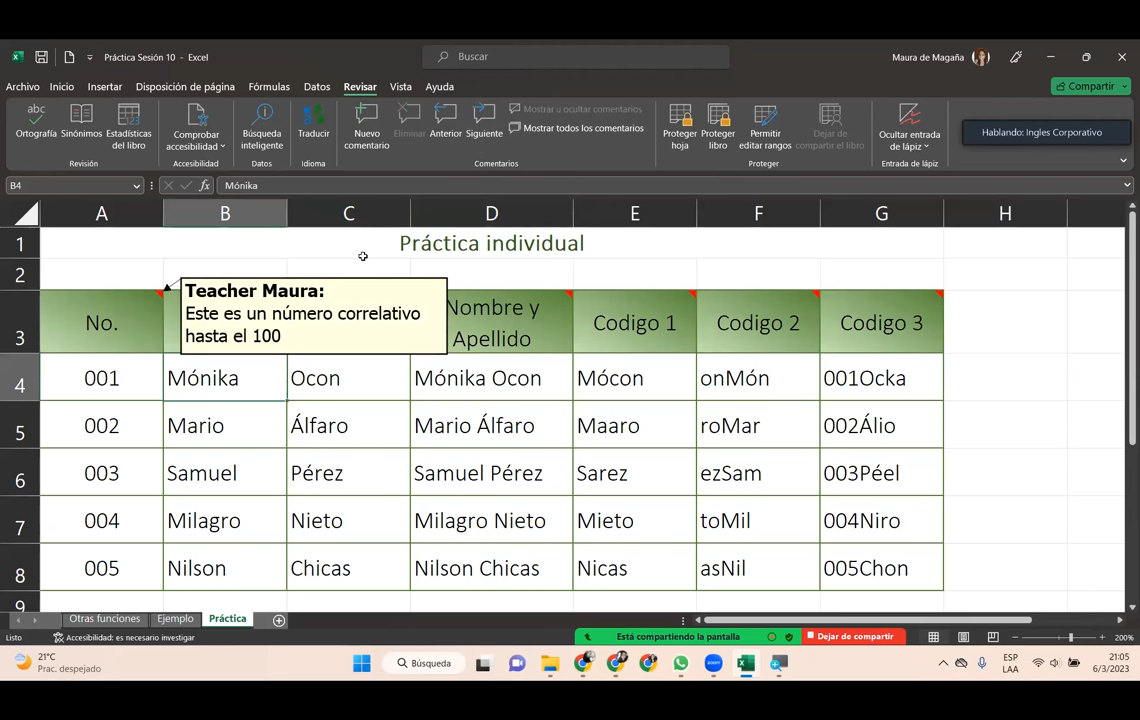 Práctica Sesión 10 - Excel
Buscar
Maura de Magaña
Archivo Inicio Insertar Disposición de página Fórmulas Datos Revisar Vista Ayuda
Compartir
abc
Ortografía
Sinónimos
Estadísticas
del libro
Revisión
Comprobar
accesibilidad
Accesibilidad
Búsqueda
inteligente
Datos
Traducir
Idioma
Nuevo
comentario
Eliminar
Anterior
Siguiente
Mostrar u ocultar comentarios
Mostrar todos los comentarios
Comentarios
Proteger
hoja
Proteger
libro
Permitir
editar rangos
Dejar de
compartir el libro
Proteger
Ocultar entrada
de lápiz
Entrada de lápiz
Hablando: Ingles Corporativo
B4 fx Mónika
A B C D E F G H
1 Práctica individual
2
Teacher Maura:
Este es un número correlativo
hasta el 100
3 No. Nombre y Apellido Codigo 1 Codigo 2 Codigo 3
4 001 Mónika Ocon Mónika Ocon Mócon onMón 001Ocka
5 002 Mario Álfaro Mario Álfaro Maaro roMar 002Álio
6 003 Samuel Pérez Samuel Pérez Sarez ezSam 003Péel
7 004 Milagro Nieto Milagro Nieto Mieto toMil 004Niro
8 005 Nilson Chicas Nilson Chicas Nicas asNil 005Chon
9
Otras funciones Ejemplo Práctica
Listo Accesibilidad: es necesario investigar Está compartiendo la pantalla Dejar de compartir 200%
21°C
Prac. despejado
Búsqueda
zoom
ESP
LAA
21:05
6/3/2023